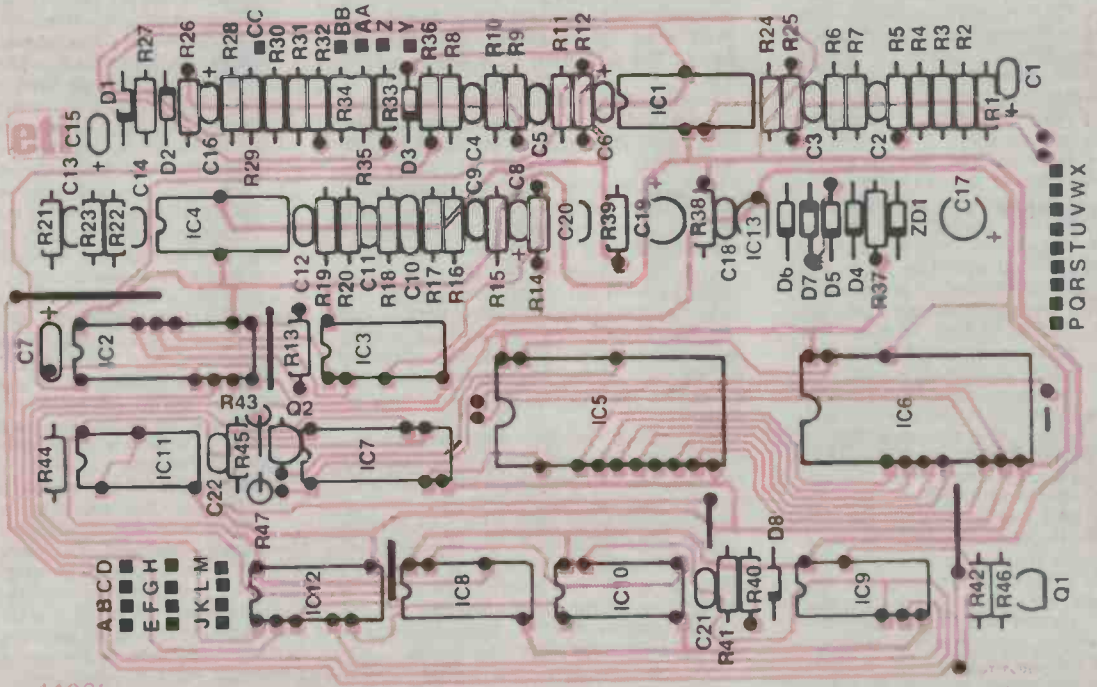 R27
R26
R28
CC
R30
R31
R32
BB
AA
Z
Y
R36
R8
R10
R9
R11
R12
R24
R25
R6
R7
R5
R4
R3
R2
D1
C15
+
et
D2
C16
+
R29
R34
R35
R33
D3
C4
C5
C6
+
IC1
C3
C2
R1
C1
+
R21
C13
R23
R22
C14
IC4
C12
R19
R20
C11
R18
C10
R17
R16
C9
R15
C8
+
R14
C20
R39
C19
+
R38
C18
IC13
D6
D7
D5
D4
R37
ZD1
C17
+
PQRSTUVWX
C7
+
IC2
R13
IC3
IC5
IC6
R44
IC11
C22
R43
R45
Q2
R47
IC7
ABCD
EFGH
JKLM
IC12
IC8
IC10
C21
R41
R40
D8
IC9
R42
R46
Q1